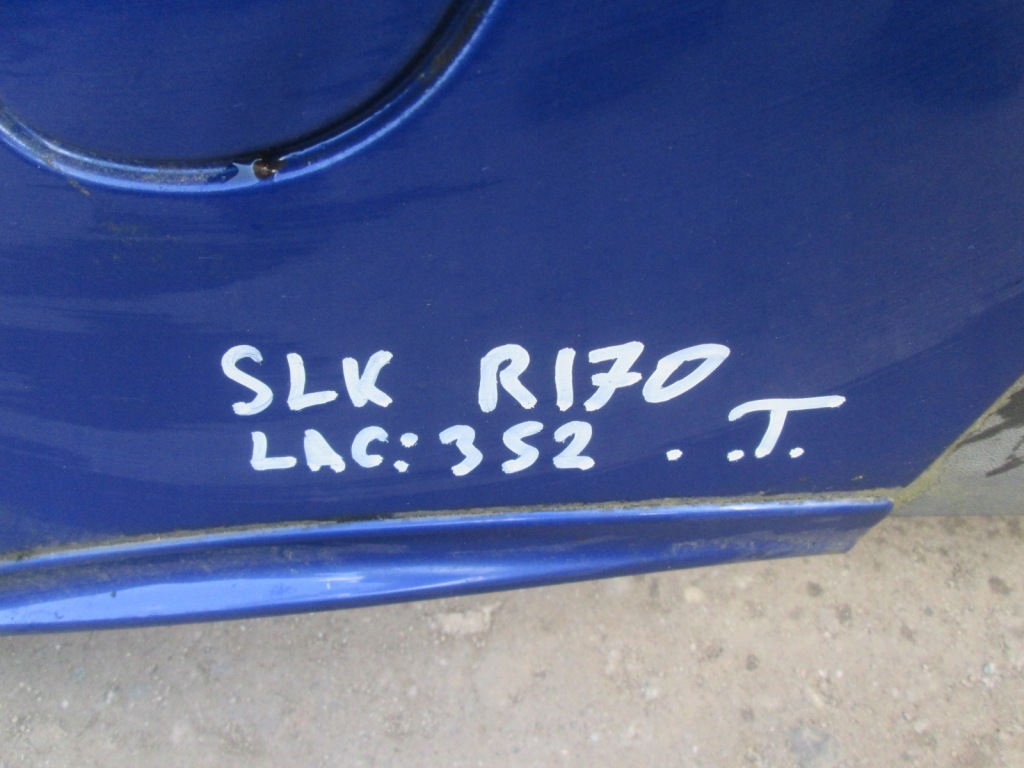 SLK R170
LAC: 352 . .T.